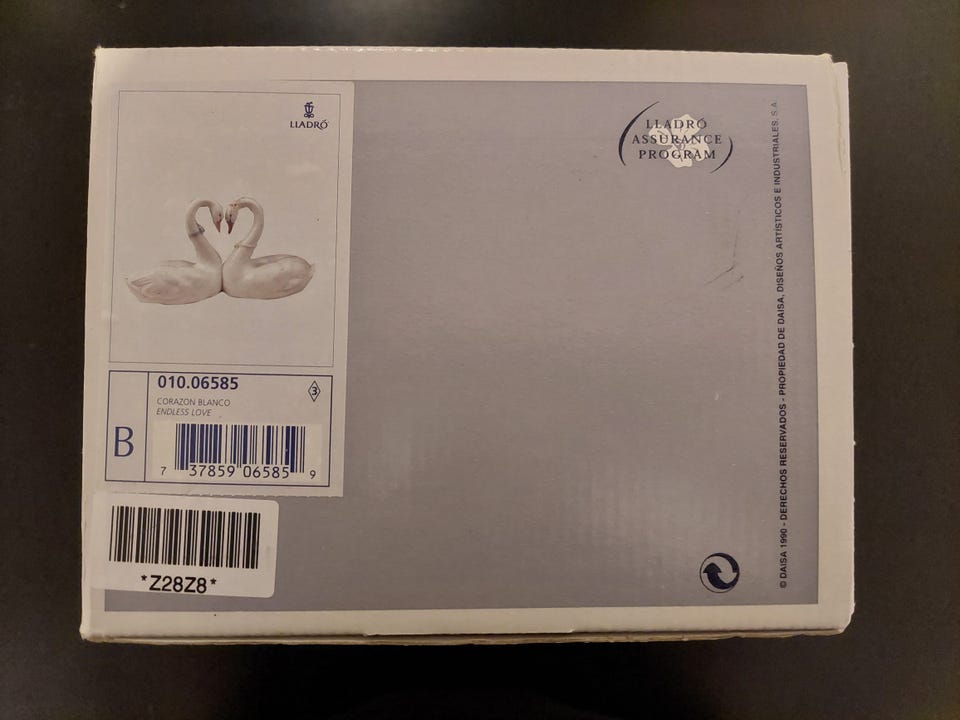 LLADRÓ
010.06585
3
CORAZON BLANCO
ENDLESS LOVE
B
7 37859 06585 9
*Z28Z8*
LLADRÓ
ASSURANCE
PROGRAM
© DAISA 1990 - DERECHOS RESERVADOS - PROPIEDAD DE DAISA, DISEÑOS ARTÍSTICOS E INDUSTRIALES, S.A.